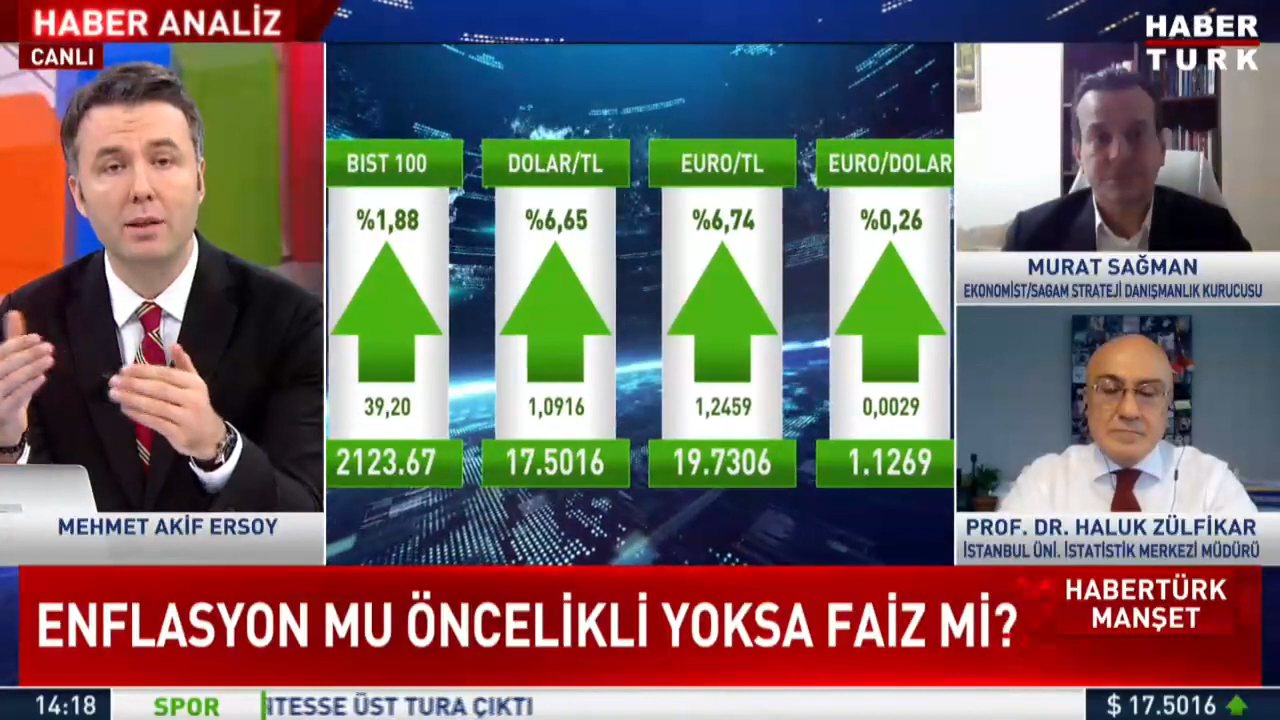 HABER ANALİZ
CANLI
HABER
TURK
BIST 100
%1,88
39,20
2123.67
DOLAR/TL
%6,65
1,0916
17.5016
EURO/TL
%6,74
1,2459
19.7306
EURO/DOLAR
%0,26
0,0029
1.1269
MURAT SAĞMAN
EKONOMİST/SAGAM STRATEJİ DANIŞMANLIK KURUCUSU
MEHMET AKİF ERSOY
PROF. DR. HALUK ZÜLFİKAR
İSTANBUL ÜNİ. İSTATİSTİK MERKEZİ MÜDÜRÜ
ENFLASYON MU ÖNCELİKLİ YOKSA FAİZ Mİ?
HABERTÜRK
MANŞET
14:18
SPOR
ITESSE ÜST TURA ÇIKTI
$ 17.5016